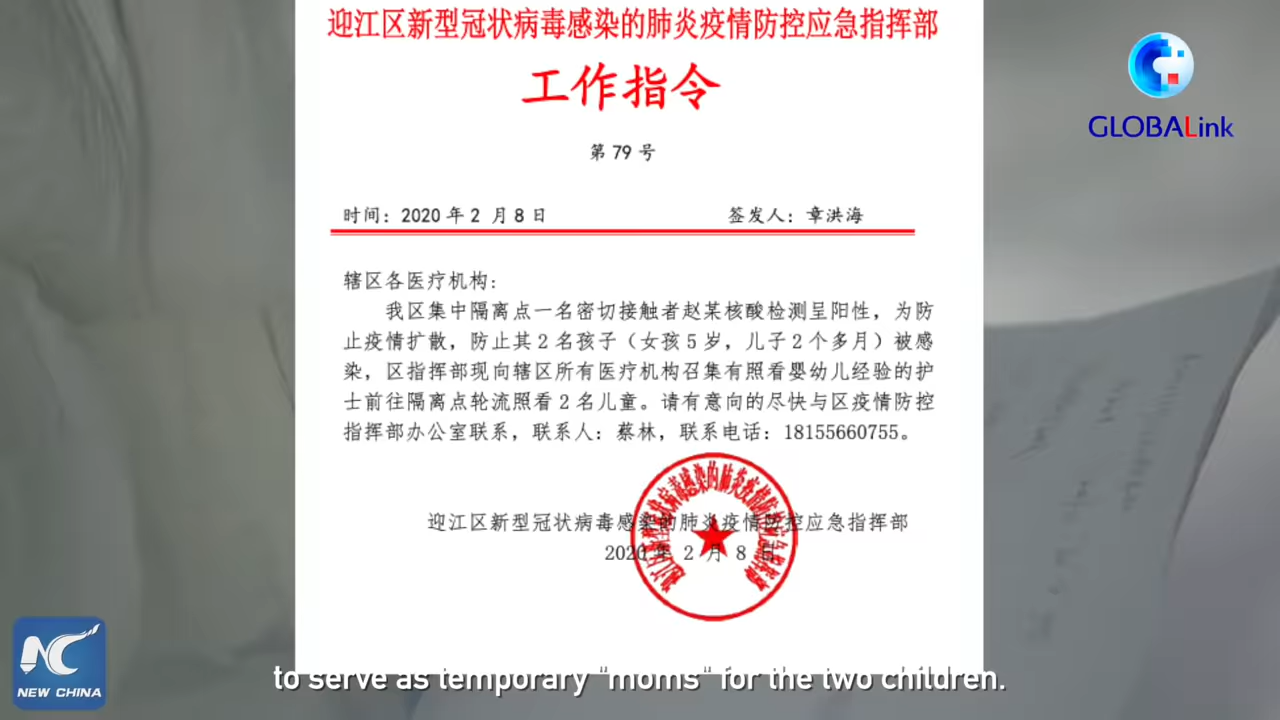 迎江区新型冠状病毒感染的肺炎疫情防控应急指挥部
工作指令
第 79 号
时间：2020 年 2 月 8 日
签发人：章洪海
辖区各医疗机构：
我区集中隔离点一名密切接触者赵某核酸检测呈阳性，为防
止疫情扩散，防止其 2 名孩子（女孩 5 岁，儿子 2 个多月）被感
染，区指挥部现向辖区所有医疗机构召集有照看婴幼儿经验的护
士前往隔离点轮流照看 2 名儿童。请有意向的尽快与区疫情防控
指挥部办公室联系，联系人：蔡林，联系电话：18155660755。
迎江区新型冠状病毒感染的肺炎疫情防控应急指挥部
2020 年 2 月 8 日
GLOBALink
NC
NEW CHINA
to serve as temporary "moms" for the two children.